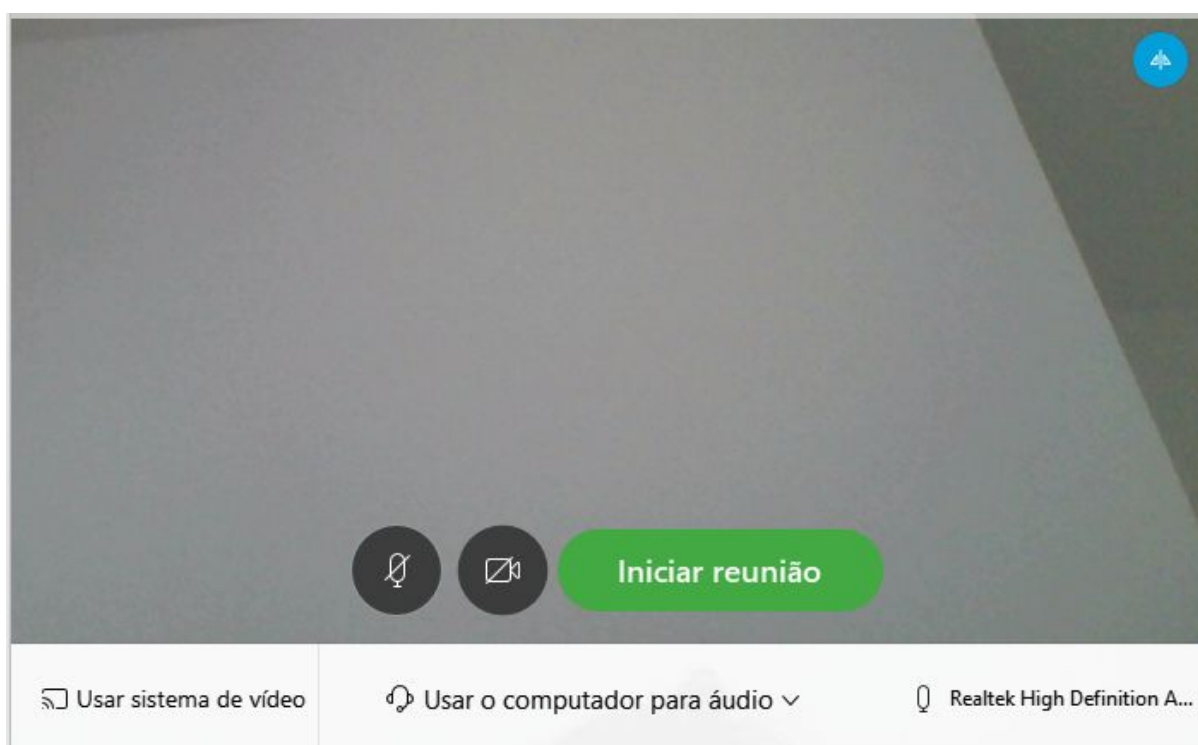 Iniciar reunião
Usar sistema de vídeo
Usar o computador para áudio
Realtek High Definition A...